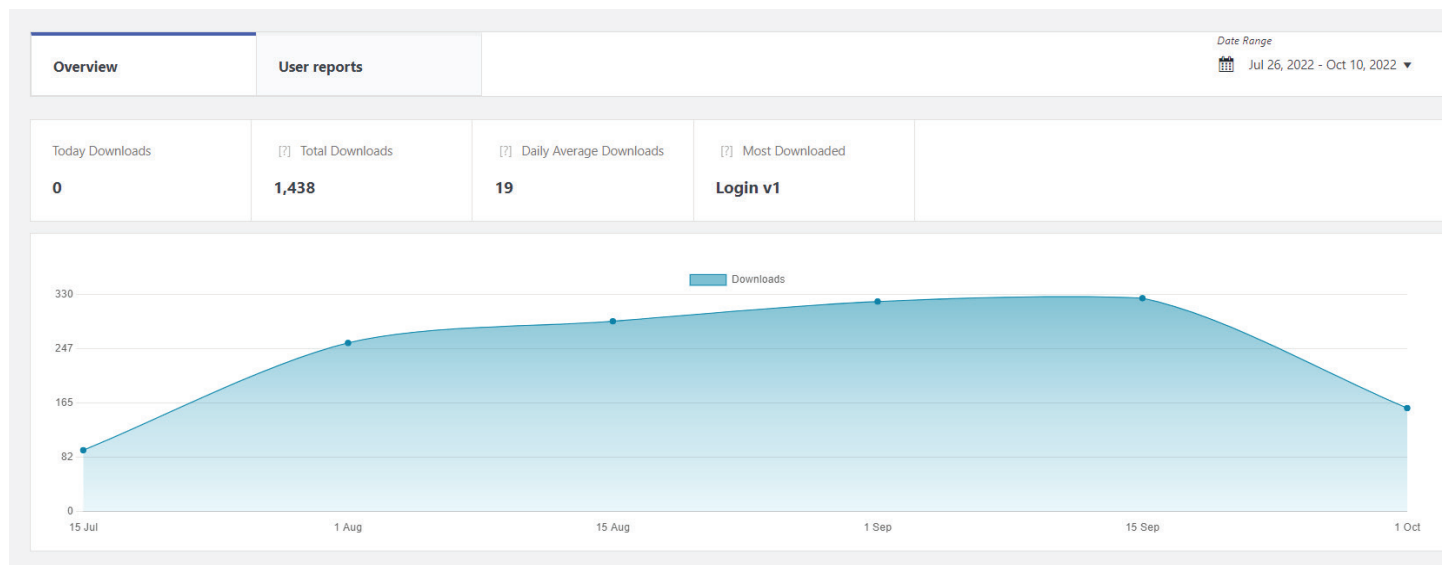 Overview
User reports
Date Range
Jul 26, 2022 - Oct 10, 2022
Today Downloads
0
[?] Total Downloads
1,438
[?] Daily Average Downloads
19
[?] Most Downloaded
Login v1
Downloads
330
247
165
82
0
15 Jul
1 Aug
15 Aug
1 Sep
15 Sep
1 Oct